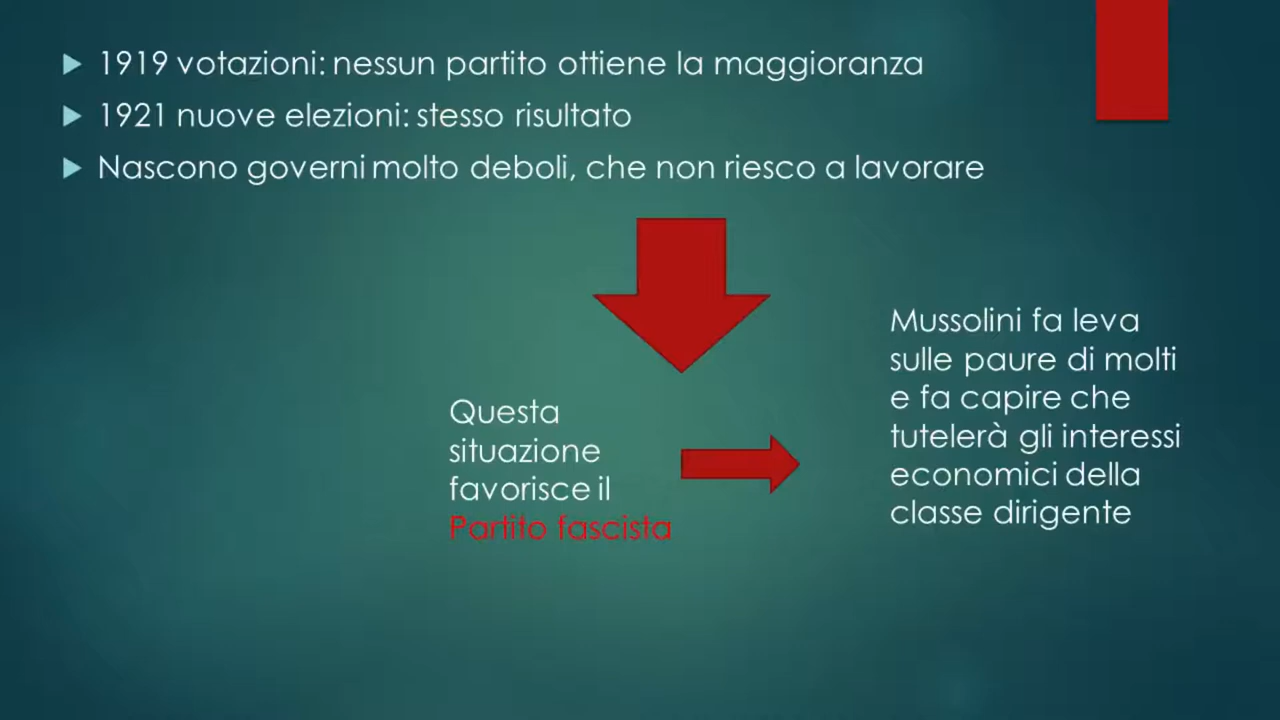 1919 votazioni: nessun partito ottiene la maggioranza
1921 nuove elezioni: stesso risultato
Nascono governi molto deboli, che non riesco a lavorare
Questa
situazione
favorisce il
Partito fascista
Mussolini fa leva
sulle paure di molti
e fa capire che
tutelerà gli interessi
economici della
classe dirigente